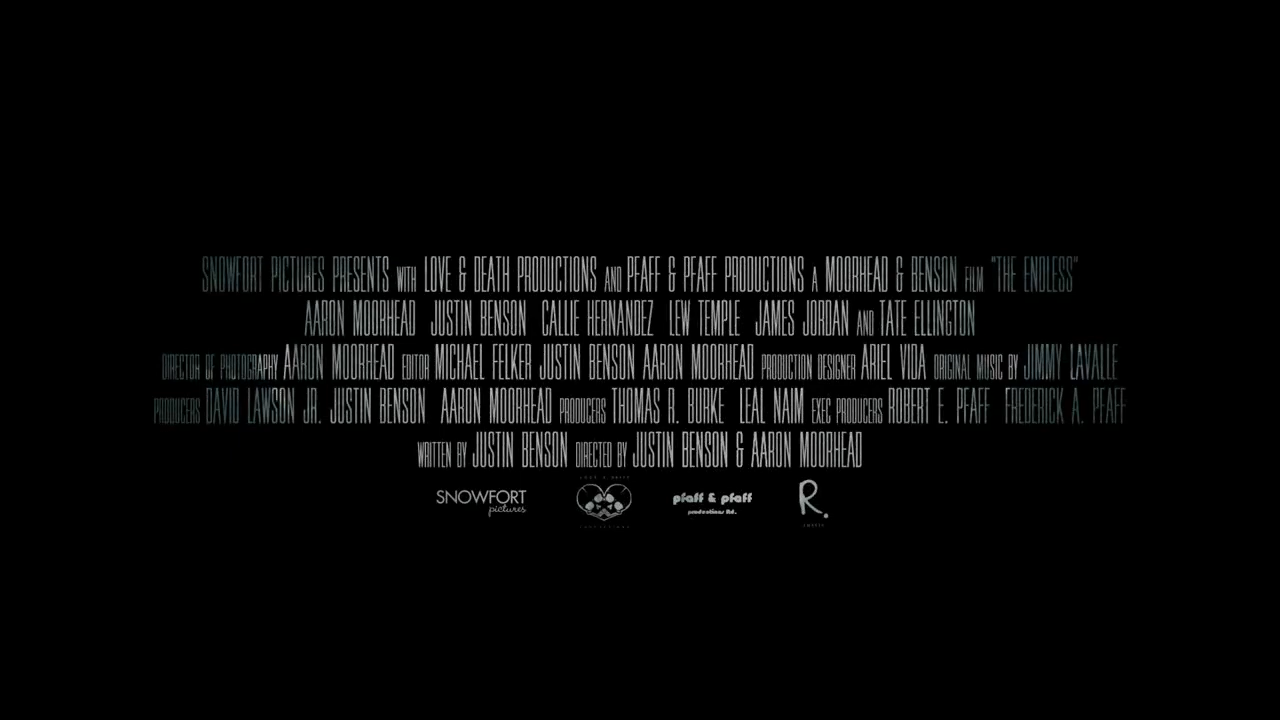 SNOWFORT PICTURES PRESENTS WITH LOVE & DEATH PRODUCTIONS AND PFAFF & PFAFF PRODUCTIONS A MOORHEAD & BENSON FILM "THE ENDLESS"
AARON MOORHEAD JUSTIN BENSON CALLIE HERNANDEZ LEW TEMPLE JAMES JORDAN AND TATE ELLINGTON
DIRECTOR OF PHOTOGRAPHY AARON MOORHEAD EDITOR MICHAEL FELKER JUSTIN BENSON AARON MOORHEAD PRODUCTION DESIGNER ARIEL VIDA ORIGINAL MUSIC BY JIMMY LAVALLE
PRODUCERS DAVID LAWSON JR. JUSTIN BENSON AARON MOORHEAD PRODUCERS THOMAS R. BURKE LEAL NAIM EXEC PRODUCERS ROBERT E. PFAFF FREDERICK A. PFAFF
WRITTEN BY JUSTIN BENSON DIRECTED BY JUSTIN BENSON & AARON MOORHEAD
SNOWFORT pictures
pfaff & pfaff productions ltd.
R.